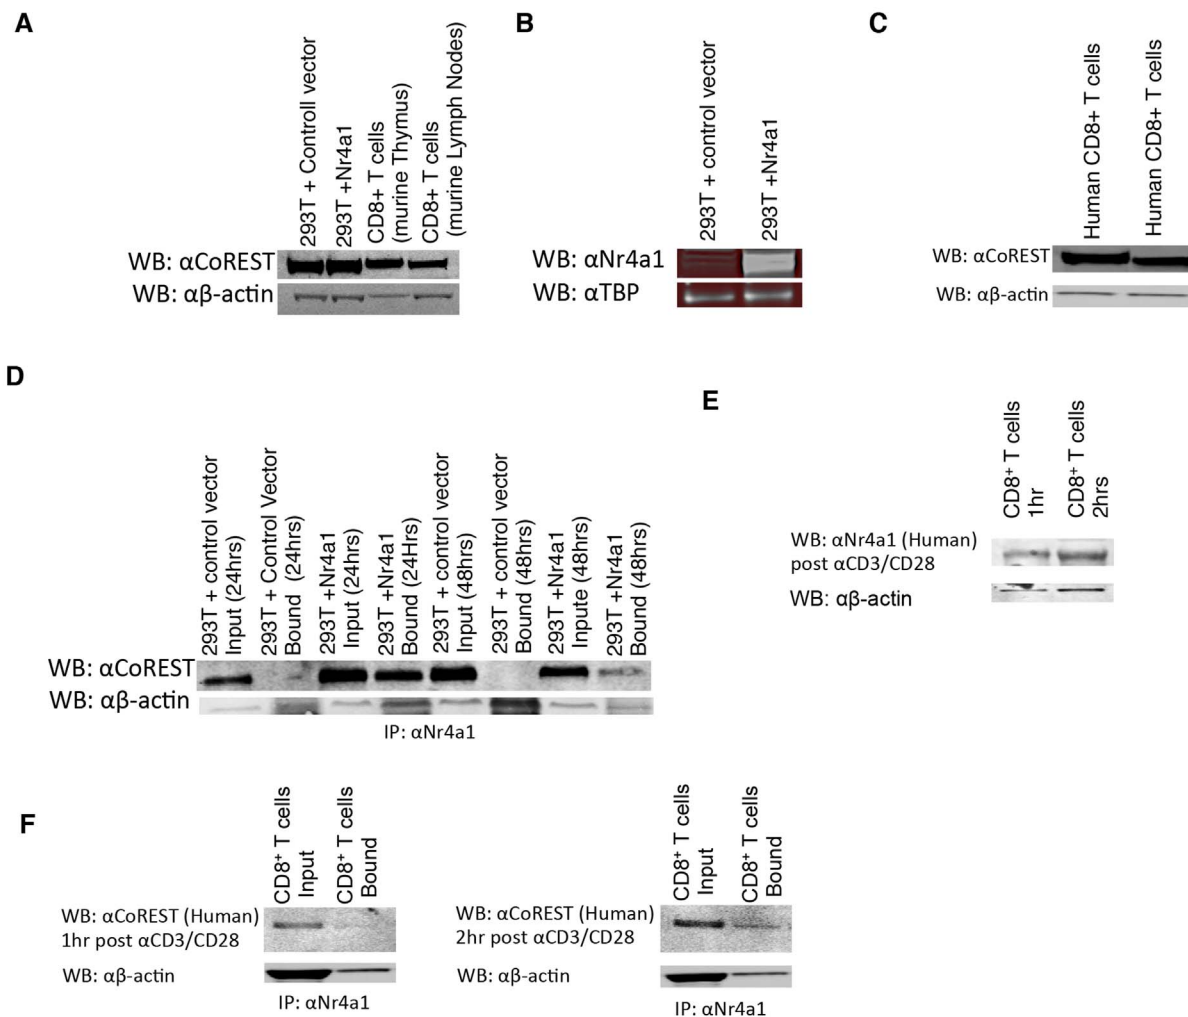 A
293T + Controll vector
293T +Nr4a1
CD8+ T cells
(murine Thymus)
CD8+ T cells
(murine Lymph Nodes)
WB: αCoREST
WB: αβ-actin
B
293T + control vector
293T +Nr4a1
WB: αNr4a1
WB: αTBP
C
Human CD8+ T cells
Human CD8+ T cells
WB: αCoREST
WB: αβ-actin
D
293T + control vector
Input (24hrs)
293T + Control Vector
Bound (24hrs)
293T +Nr4a1
Input (24hrs)
293T +Nr4a1
Bound (24Hrs)
293T + control vector
Input (48hrs)
293T + control vector
Bound (48hrs)
293T +Nr4a1
Inpute (48hrs)
293T +Nr4a1
Bound (48hrs)
WB: αCoREST
WB: αβ-actin
IP: αNr4a1
E
CD8+ T cells
1hr
CD8+ T cells
2hrs
WB: αNr4a1 (Human)
post αCD3/CD28
WB: αβ-actin
F
CD8+ T cells
Input
CD8+ T cells
Bound
WB: αCoREST (Human)
1hr post αCD3/CD28
WB: αβ-actin
IP: αNr4a1
CD8+ T cells
Input
CD8+ T cells
Bound
WB: αCoREST (Human)
2hr post αCD3/CD28
WB: αβ-actin
IP: αNr4a1